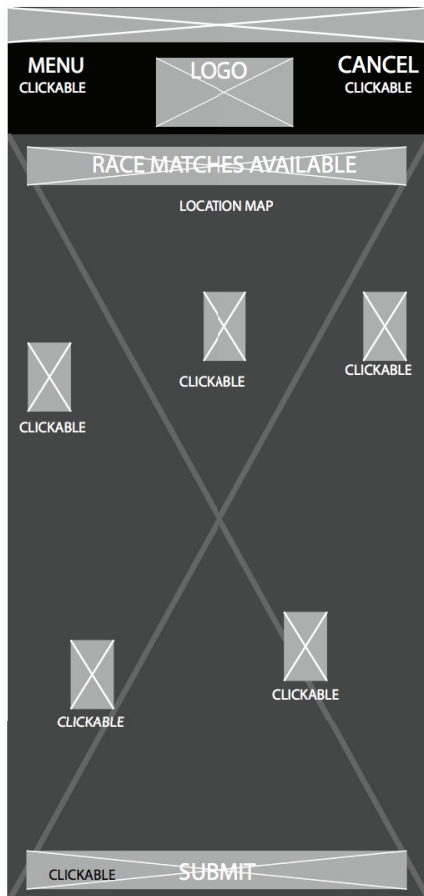 MENU
CLICKABLE
LOGO
CANCEL
CLICKABLE
RACE MATCHES AVAILABLE
LOCATION MAP
CLICKABLE
CLICKABLE
CLICKABLE
CLICKABLE
CLICKABLE
CLICKABLE
SUBMIT